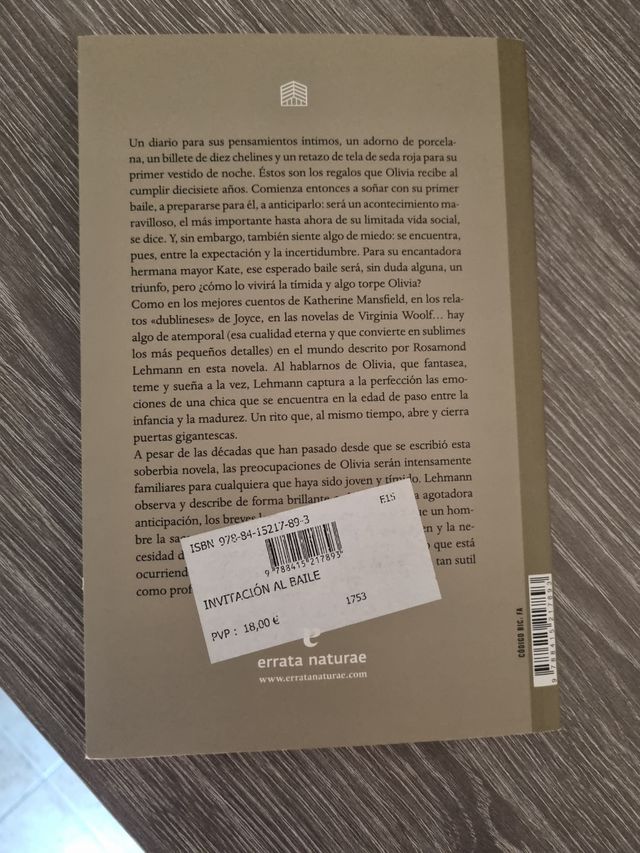 Un diario para sus pensamientos íntimos, un adorno de porcela-
na, un billete de diez chelines y un retazo de tela de seda roja para su
primer vestido de noche. Éstos son los regalos que Olivia recibe al
cumplir diecisiete años. Comienza entonces a soñar con su primer
baile, a prepararse para él, a anticiparlo: será un acontecimiento ma-
ravilloso, el más importante hasta ahora de su limitada vida social,
se dice. Y, sin embargo, también siente algo de miedo: se encuentra,
pues, entre la expectación y la incertidumbre. Para su encantadora
hermana mayor Kate, ese esperado baile será, sin duda alguna, un
triunfo, pero ¿cómo lo vivirá la tímida y algo torpe Olivia?
Como en los mejores cuentos de Katherine Mansfield, en los rela-
tos «dublineses» de Joyce, en las novelas de Virginia Woolf... hay
algo de atemporal (esa cualidad eterna y que convierte en sublimes
los más pequeños detalles) en el mundo descrito por Rosamond
Lehmann en esta novela. Al hablarnos de Olivia, que fantasea,
teme y sueña a la vez, Lehmann captura a la perfección las emo-
ciones de una chica que se encuentra en la edad de paso entre la
infancia y la madurez. Un rito que, al mismo tiempo, abre y cierra
puertas gigantescas.
A pesar de las décadas que han pasado desde que se escribió esta
soberbia novela, las preocupaciones de Olivia serán intensamente
familiares para cualquiera que haya sido joven y tímido. Lehmann
observa y describe de forma brillante agotadora
anticipación, los breves que un hom-
bre la y la ne-
cesidad que está
ocurriend tan sutil
como
ISBN 978-84-15217-89-3 E15
9 788415 217893
INVITACIÓN AL BAILE
PVP : 18,00 € 1753
errata naturae
www.erratanaturae.com
CÓDIGO BIC: FA
9 788415 217893